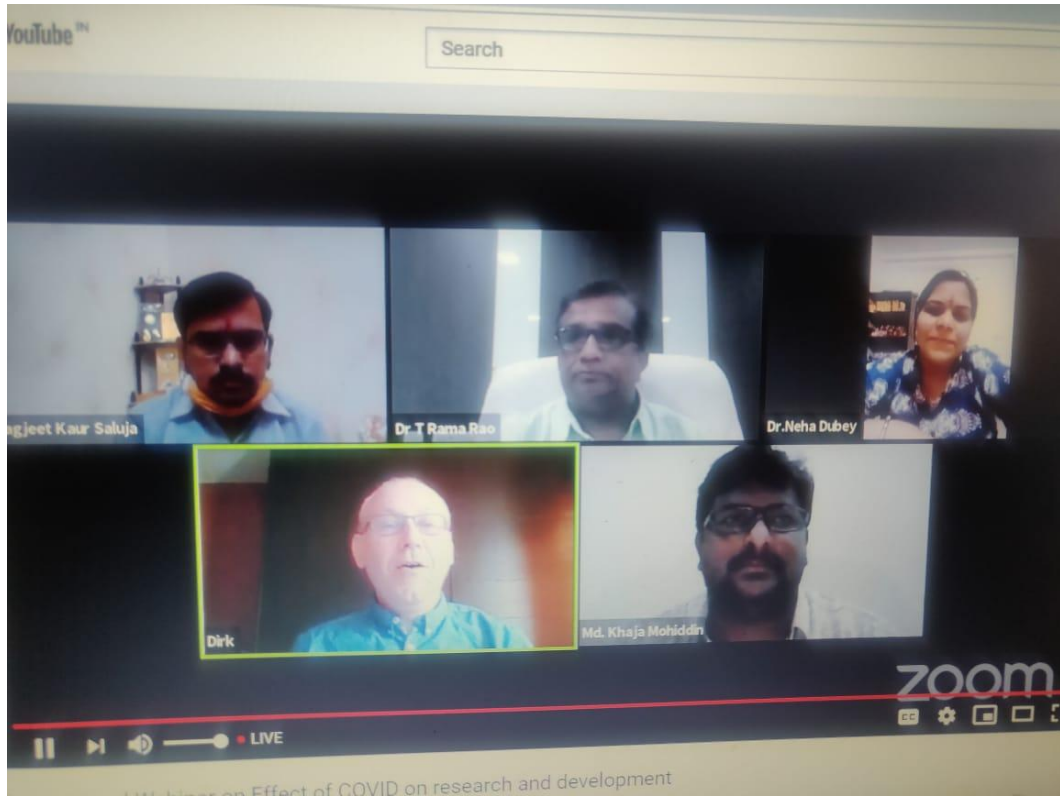 YouTube IN
Search
agjeet Kaur Saluja
Dr.T Rama Rao
Dr.Neha Dubey
Dirk
Md. Khaja Mohiddin
zoom
CC
LIVE
Webinar on Effect of COVID on research and development